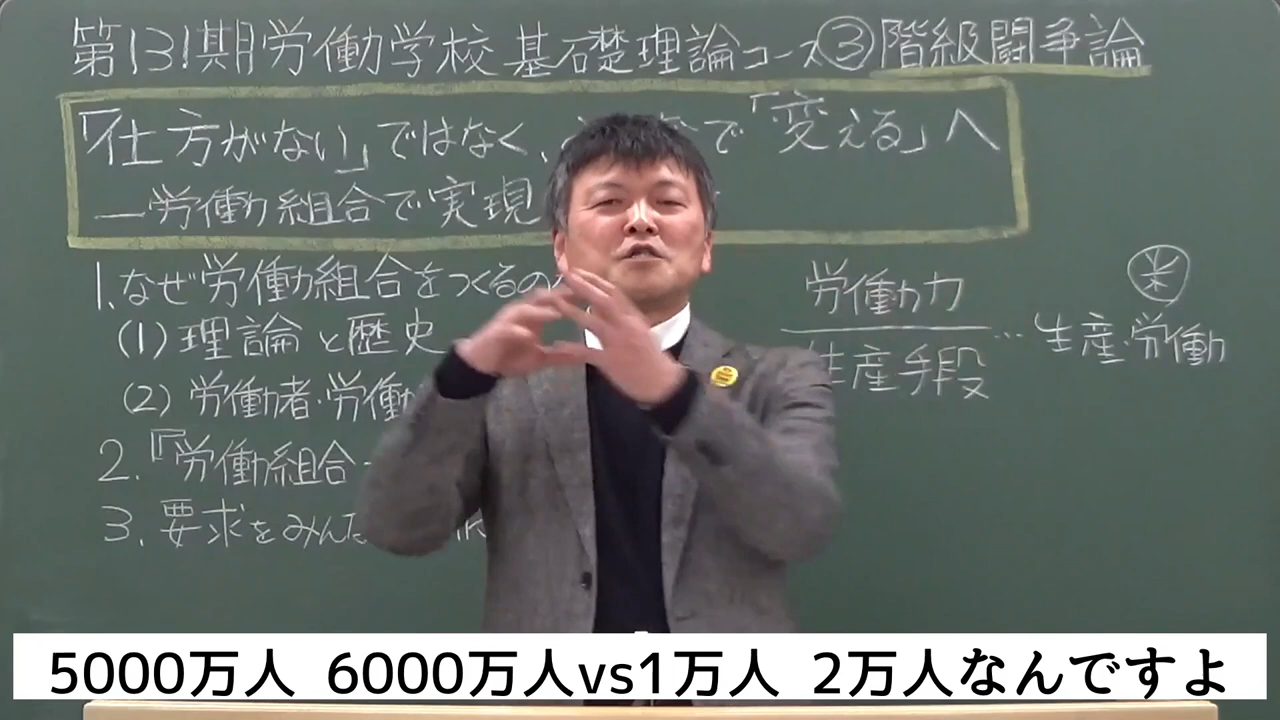 第131期労働学校 基礎理論コース③階級闘争論
「仕方がない」ではなく、で「変える」へ
―労働組合で実現
1.なぜ労働組合をつくるの
(1)理論と歴史
(2)労働者・労働
2.『労働組合
3.要求をみんな
労働力
生産手段
…生産・労働
米
5000万人 6000万人vs1万人 2万人なんですよ